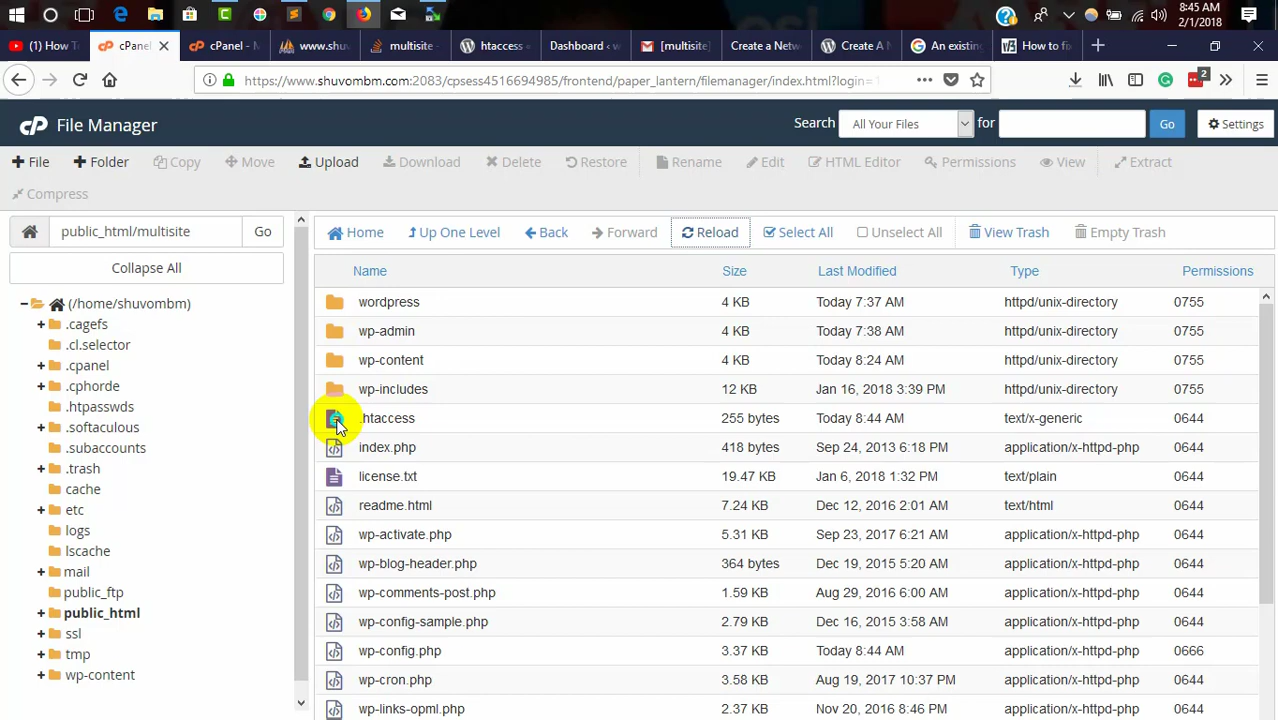 8:45 AM
2/1/2018
(1) How T
cPanel
cPanel - M
www.shuv
multisite -
htaccess «
Dashboard ‹ w
[multisite]
Create a Netw
Create A N
An existing
How to fix
https://www.shuvombm.com:2083/cpsess4516694985/frontend/paper_lantern/filemanager/index.html?login=
2
cP File Manager
Search All Your Files for Go Settings
+ File + Folder Copy Move Upload Download Delete Restore Rename Edit HTML Editor Permissions View Extract
Compress
public_html/multisite Go
Home Up One Level Back Forward Reload Select All Unselect All View Trash Empty Trash
Collapse All
(/home/shuvombm)
.cagefs
.cl.selector
.cpanel
.cphorde
.htpasswds
.softaculous
.subaccounts
.trash
cache
etc
logs
lscache
mail
public_ftp
public_html
ssl
tmp
wp-content
Name Size Last Modified Type Permissions
wordpress 4 KB Today 7:37 AM httpd/unix-directory 0755
wp-admin 4 KB Today 7:38 AM httpd/unix-directory 0755
wp-content 4 KB Today 8:24 AM httpd/unix-directory 0755
wp-includes 12 KB Jan 16, 2018 3:39 PM httpd/unix-directory 0755
.htaccess 255 bytes Today 8:44 AM text/x-generic 0644
index.php 418 bytes Sep 24, 2013 6:18 PM application/x-httpd-php 0644
license.txt 19.47 KB Jan 6, 2018 1:32 PM text/plain 0644
readme.html 7.24 KB Dec 12, 2016 2:01 AM text/html 0644
wp-activate.php 5.31 KB Sep 23, 2017 6:21 AM application/x-httpd-php 0644
wp-blog-header.php 364 bytes Dec 19, 2015 5:20 AM application/x-httpd-php 0644
wp-comments-post.php 1.59 KB Aug 29, 2016 6:00 AM application/x-httpd-php 0644
wp-config-sample.php 2.79 KB Dec 16, 2015 3:58 AM application/x-httpd-php 0644
wp-config.php 3.37 KB Today 8:44 AM application/x-httpd-php 0666
wp-cron.php 3.58 KB Aug 19, 2017 10:37 PM application/x-httpd-php 0644
wp-links-opml.php 2.37 KB Nov 20, 2016 8:46 PM application/x-httpd-php 0644